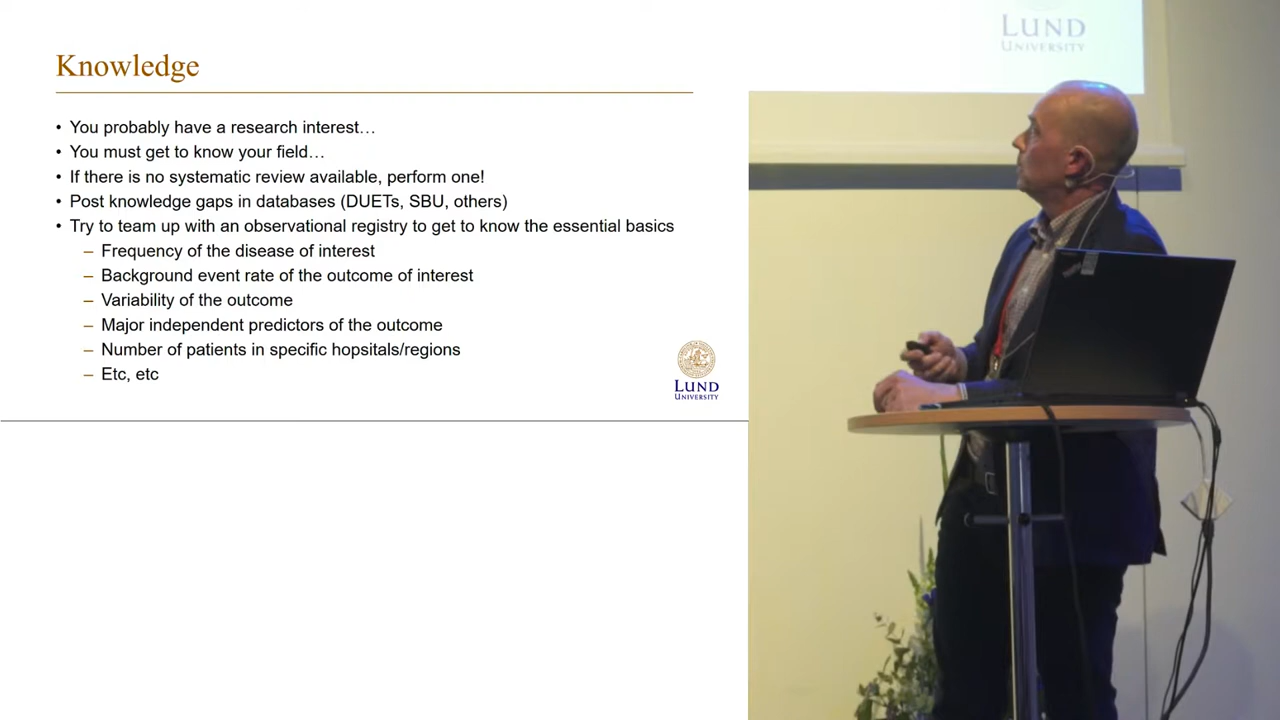 Knowledge
• You probably have a research interest…
• You must get to know your field…
• If there is no systematic review available, perform one!
• Post knowledge gaps in databases (DUETs, SBU, others)
• Try to team up with an observational registry to get to know the essential basics
– Frequency of the disease of interest
– Background event rate of the outcome of interest
– Variability of the outcome
– Major independent predictors of the outcome
– Number of patients in specific hopsitals/regions
– Etc, etc
LUND
UNIVERSITY
LUND
UNIVERSITY